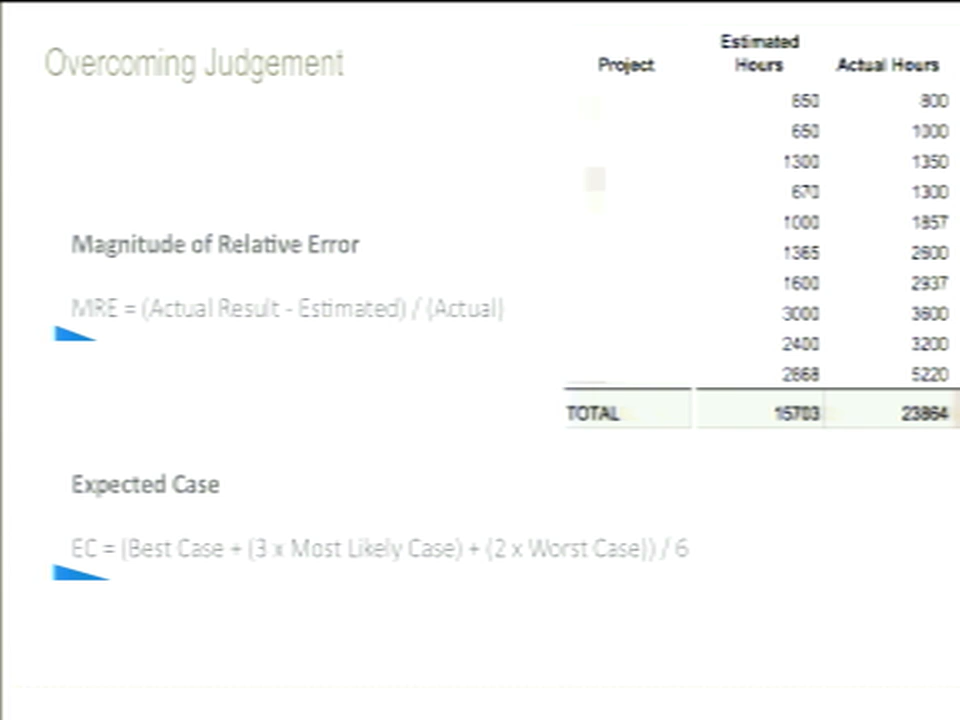 Overcoming Judgement
Project Estimated Hours Actual Hours
850 800
650 1000
1300 1350
670 1300
1000 1857
1365 2600
1600 2937
3000 3600
2400 3200
2868 5220
TOTAL 15703 23864
Magnitude of Relative Error
MRE = (Actual Result - Estimated) / (Actual)
Expected Case
EC = (Best Case + (3 x Most Likely Case) + (2 x Worst Case)) / 6